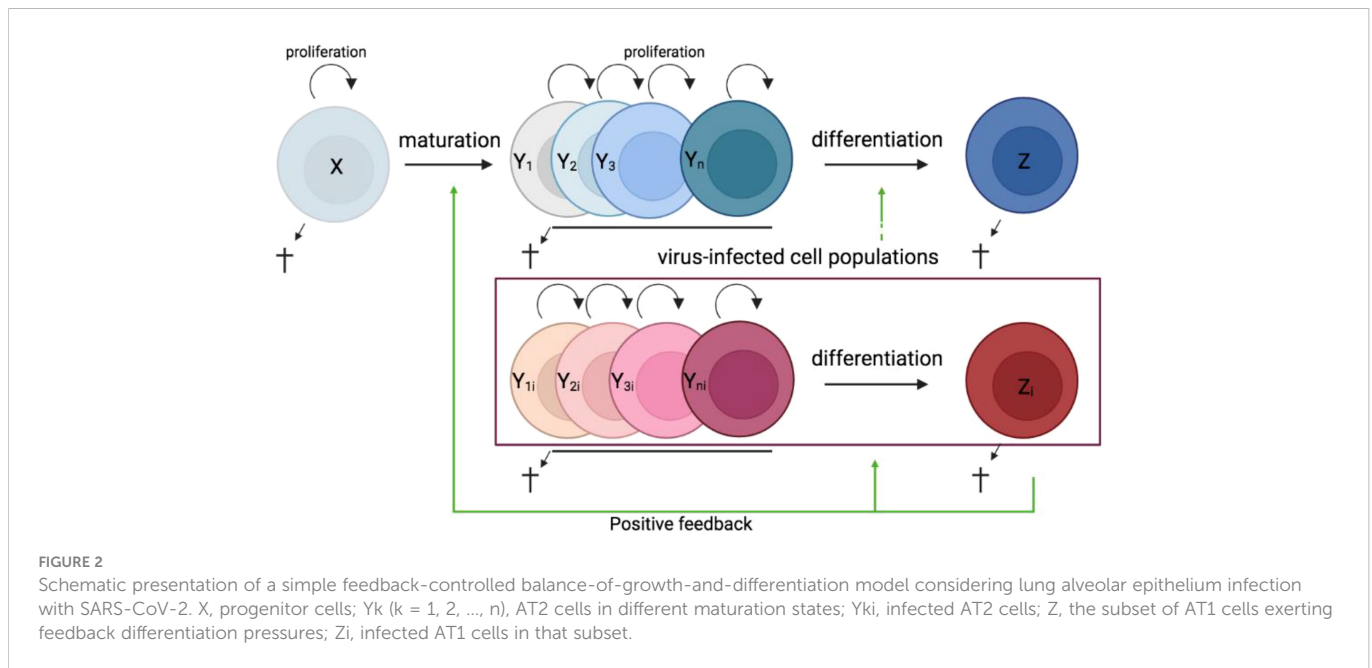 proliferation
proliferation
maturation
differentiation
X
Y₁
Y₂
Y₃
Yₙ
Z
†
†
†
virus-infected cell populations
differentiation
Y₁ᵢ
Y₂ᵢ
Y₃ᵢ
Yₙᵢ
Zᵢ
†
†
Positive feedback
FIGURE 2
Schematic presentation of a simple feedback-controlled balance-of-growth-and-differentiation model considering lung alveolar epithelium infection
with SARS-CoV-2. X, progenitor cells; Yk (k = 1, 2, ..., n), AT2 cells in different maturation states; Yki, infected AT2 cells; Z, the subset of AT1 cells exerting
feedback differentiation pressures; Zi, infected AT1 cells in that subset.